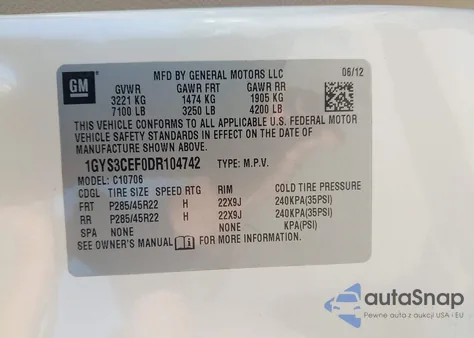 GM
MFD BY GENERAL MOTORS LLC 06/12
GVWR GAWR FRT GAWR RR
3221 KG 1474 KG 1905 KG
7100 LB 3250 LB 4200 LB
THIS VEHICLE CONFORMS TO ALL APPLICABLE U.S. FEDERAL MOTOR
VEHICLE SAFETY STANDARDS IN EFFECT ON THE DATE OF
MANUFACTURE SHOWN ABOVE.
1GYS3CEF0DR104742 TYPE: M.P.V.
MODEL: C10706
CDGL TIRE SIZE SPEED RTG RIM COLD TIRE PRESSURE
FRT P285/45R22 H 22X9J 240KPA(35PSI)
RR P285/45R22 H 22X9J 240KPA(35PSI)
SPA NONE NONE KPA(PSI)
SEE OWNER'S MANUAL FOR MORE INFORMATION.
autoSnap
Pewne auta z aukcji USA - EU